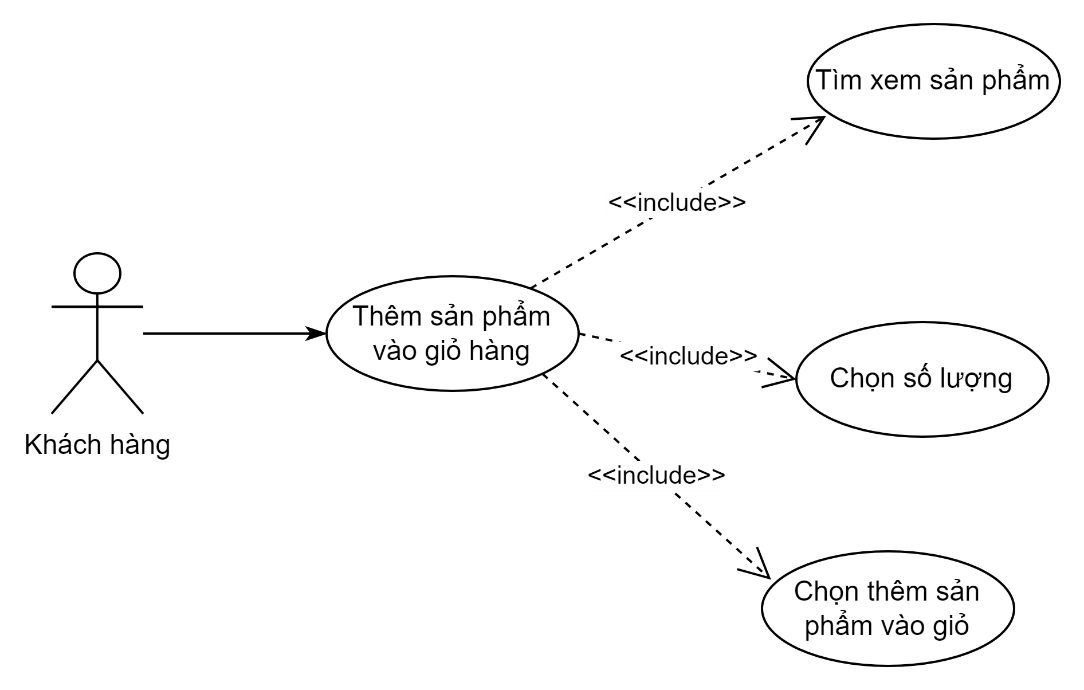 Tìm xem sản phẩm
<<include>>
Thêm sản phẩm
vào giỏ hàng
<<include>>
Chọn số lượng
Khách hàng
<<include>>
Chọn thêm sản
phẩm vào giỏ